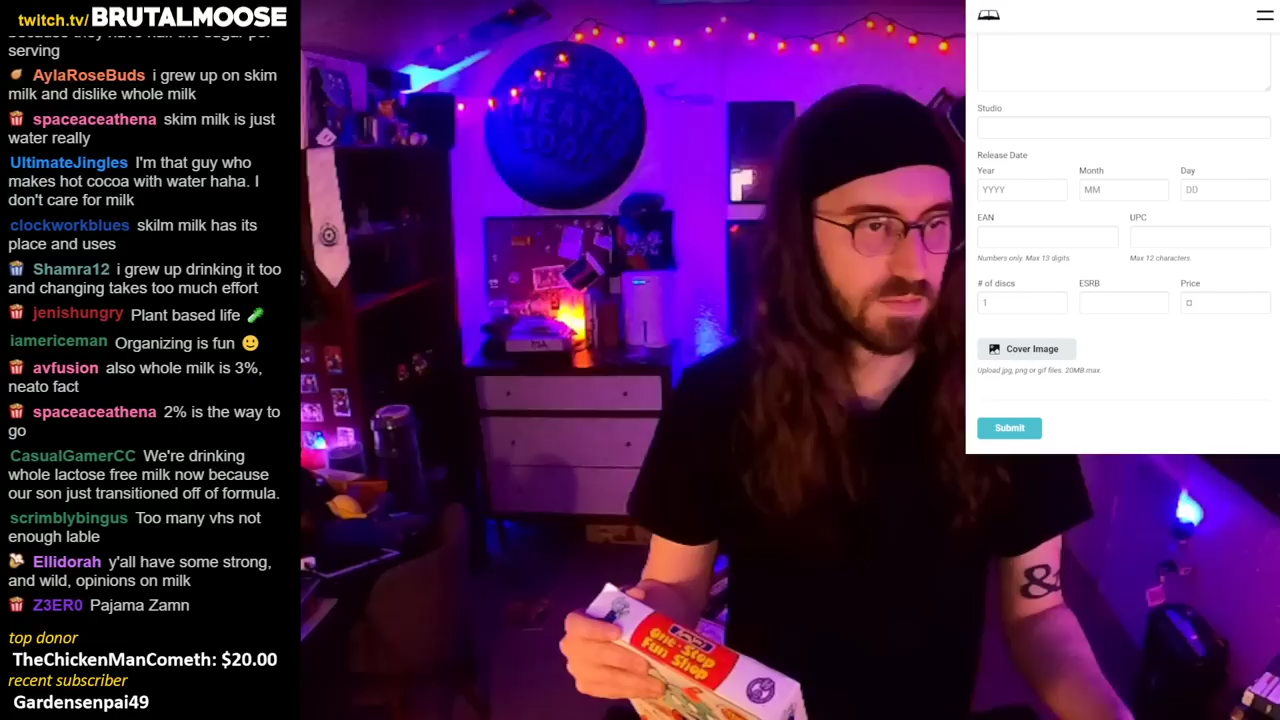 twitch.tv/BRUTALMOOSE
because they have half the sugar per
serving
AylaRoseBuds i grew up on skim
milk and dislike whole milk
spaceaceathena skim milk is just
water really
UltimateJingles I'm that guy who
makes hot cocoa with water haha. I
don't care for milk
clockworkblues skilm milk has its
place and uses
Shamra12 i grew up drinking it too
and changing takes too much effort
jenishungry Plant based life
iamericeman Organizing is fun
avfusion also whole milk is 3%,
neato fact
spaceaceathena 2% is the way to
go
CasualGamerCC We're drinking
whole lactose free milk now because
our son just transitioned off of formula.
scrimblybingus Too many vhs not
enough lable
Ellidorah y'all have some strong,
and wild, opinions on milk
Z3ER0 Pajama Zamn
top donor
TheChickenManCometh: $20.00
recent subscriber
Gardensenpai49
One-Stop
Fun Shop
&
Studio
Release Date
Year Month Day
YYYY MM DD
EAN UPC
Numbers only. Max 13 digits. Max 12 characters.
# of discs ESRB Price
1
Cover Image
Upload jpg, png or gif files. 20MB max.
Submit